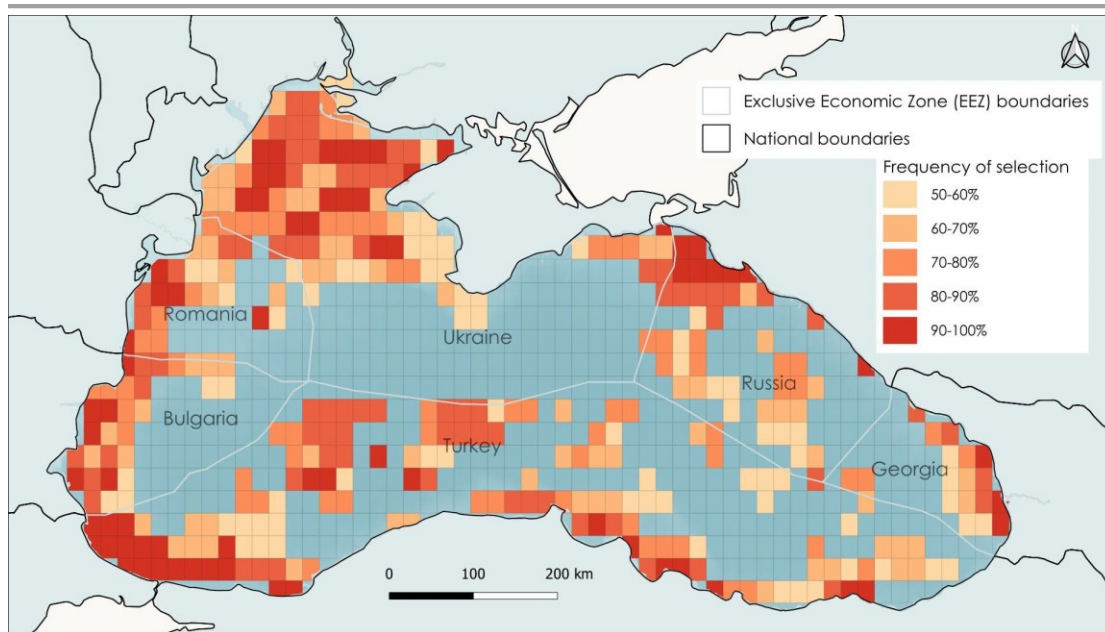 N
Exclusive Economic Zone (EEZ) boundaries
National boundaries
Frequency of selection
50-60%
60-70%
70-80%
80-90%
90-100%
Romania
Ukraine
Russia
Bulgaria
Turkey
Georgia
0 100 200 km